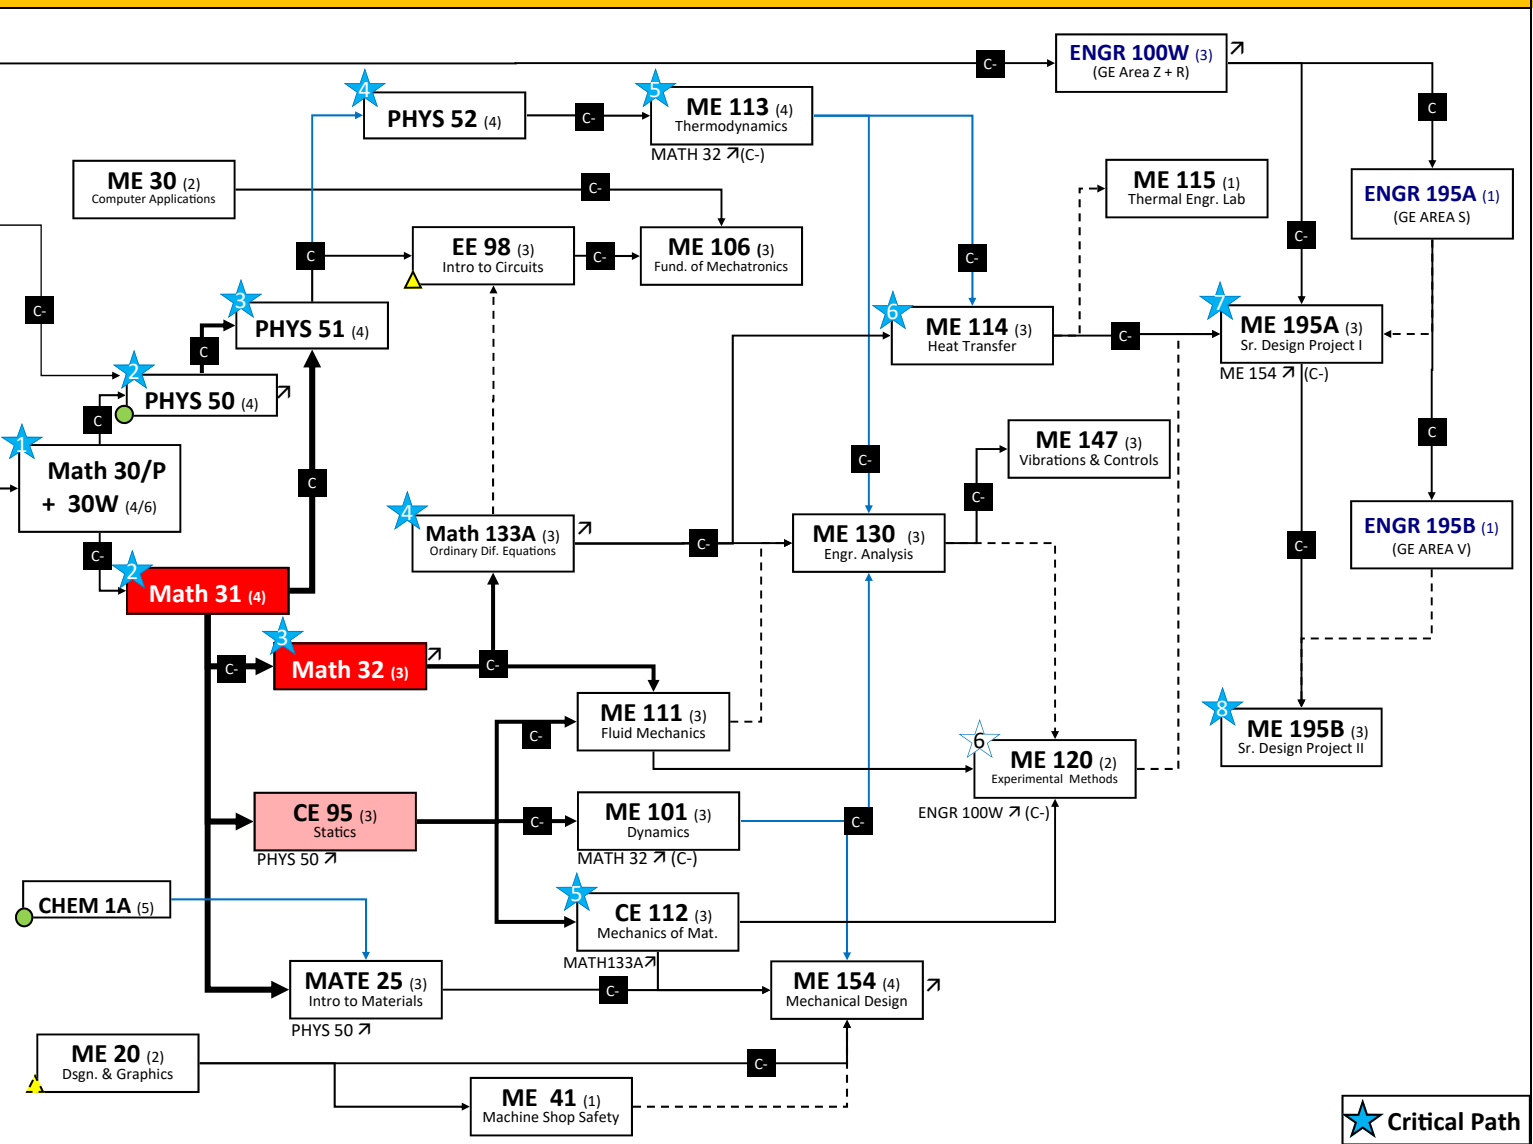 C-
ENGR 100W (3)
(GE Area Z + R)
4
PHYS 52 (4)
C-
5
ME 113 (4)
Thermodynamics
MATH 32 (C-)
C
ME 30 (2)
Computer Applications
C-
ME 115 (1)
Thermal Engr. Lab
ENGR 195A (1)
(GE AREA S)
C
EE 98 (3)
Intro to Circuits
C-
ME 106 (3)
Fund. of Mechatronics
C-
C-
C-
3
PHYS 51 (4)
6
ME 114 (3)
Heat Transfer
C-
7
ME 195A (3)
Sr. Design Project I
ME 154 (C-)
C
2
PHYS 50 (4)
C
1
Math 30/P
+ 30W (4/6)
C
C-
ME 147 (3)
Vibrations & Controls
C-
C
4
Math 133A (3)
Ordinary Dif. Equations
C-
ME 130 (3)
Engr. Analysis
C-
ENGR 195B (1)
(GE AREA V)
C-
2
Math 31 (4)
3
Math 32 (3)
C-
C-
ME 111 (3)
Fluid Mechanics
C-
8
ME 195B (3)
Sr. Design Project II
6
ME 120 (2)
Experimental Methods
ENGR 100W (C-)
CE 95 (3)
Statics
PHYS 50
C-
ME 101 (3)
Dynamics
MATH 32 (C-)
C-
CHEM 1A (5)
5
CE 112 (3)
Mechanics of Mat.
MATH133A
MATE 25 (3)
Intro to Materials
PHYS 50
C-
ME 154 (4)
Mechanical Design
ME 20 (2)
Dsgn. & Graphics
C-
ME 41 (1)
Machine Shop Safety
Critical Path